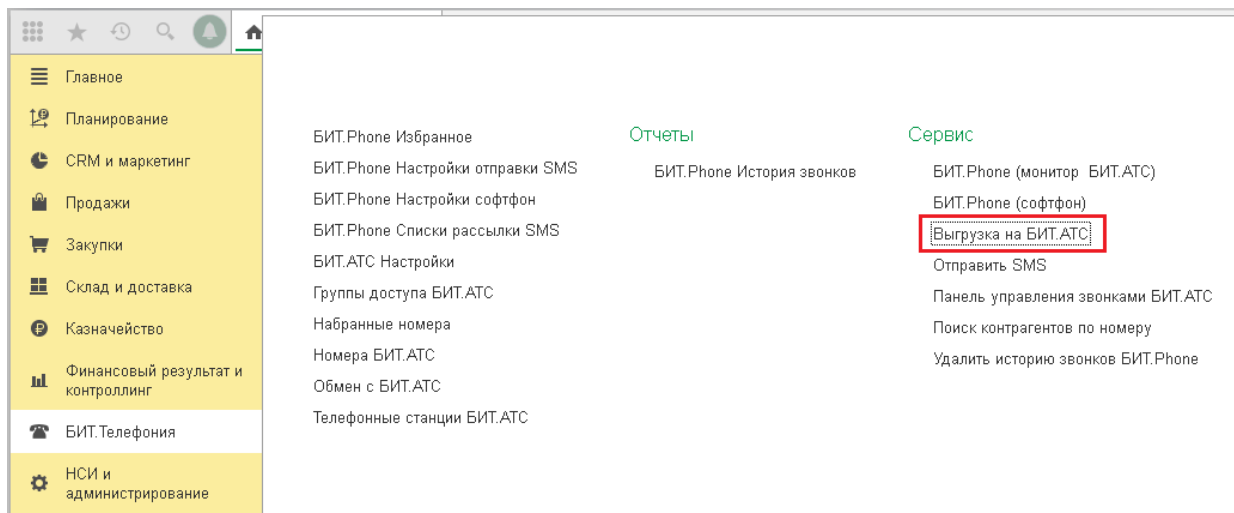 Главное
Планирование
CRM и маркетинг
Продажи
Закупки
Склад и доставка
Казначейство
Финансовый результат и
контроллинг
БИТ.Телефония
НСИ и
администрирование
БИТ.Phone Избранное
БИТ.Phone Настройки отправки SMS
БИТ.Phone Настройки софтфон
БИТ.Phone Списки рассылки SMS
БИТ.АТС Настройки
Группы доступа БИТ.АТС
Набранные номера
Номера БИТ.АТС
Обмен с БИТ.АТС
Телефонные станции БИТ.АТС
Отчеты
БИТ.Phone История звонков
Сервис
БИТ.Phone (монитор БИТ.АТС)
БИТ.Phone (софтфон)
Выгрузка на БИТ.АТС
Отправить SMS
Панель управления звонками БИТ.АТС
Поиск контрагентов по номеру
Удалить историю звонков БИТ.Phone